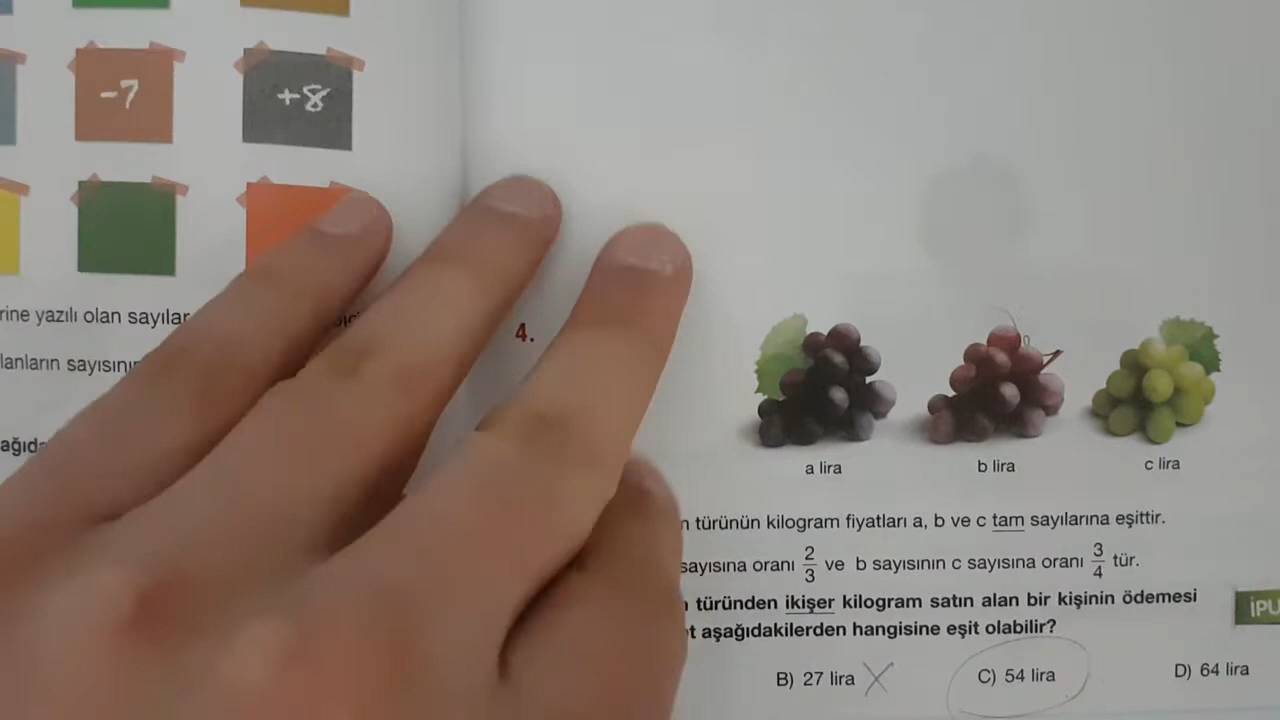 -7
+8
rine yazılı olan sayılar
lanların sayısını
4.
a lira
b lira
c lira
türünün kilogram fiyatları a, b ve c tam sayılarına eşittir.
sayısına oranı 2/3 ve b sayısının c sayısına oranı 3/4 tür.
türünden ikişer kilogram satın alan bir kişinin ödemesi
İPU
aşağıdakilerden hangisine eşit olabilir?
B) 27 lira X
C) 54 lira
D) 64 lira